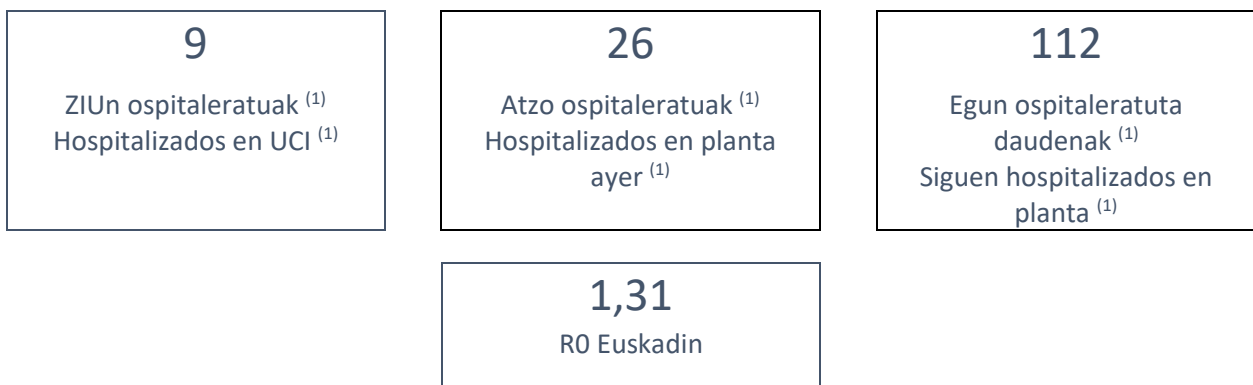 9
ZIUn ospitaleratuak (1)
Hospitalizados en UCI (1)
26
Atzo ospitaleratuak (1)
Hospitalizados en planta
ayer (1)
112
Egun ospitaleratuta
daudenak (1)
Siguen hospitalizados en
planta (1)
1,31
R0 Euskadin